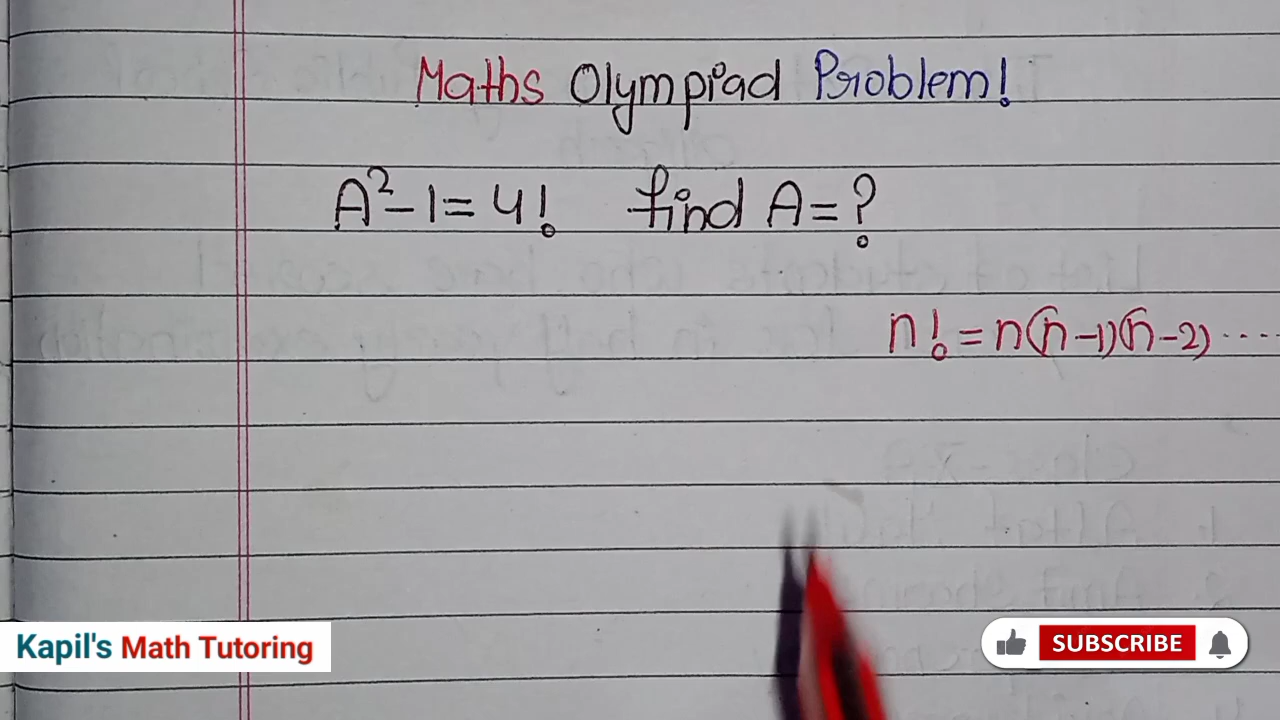 Maths Olympiad Problem!
A²-1=4! find A=?
n!=n(n-1)(n-2)....
Kapil's Math Tutoring
SUBSCRIBE